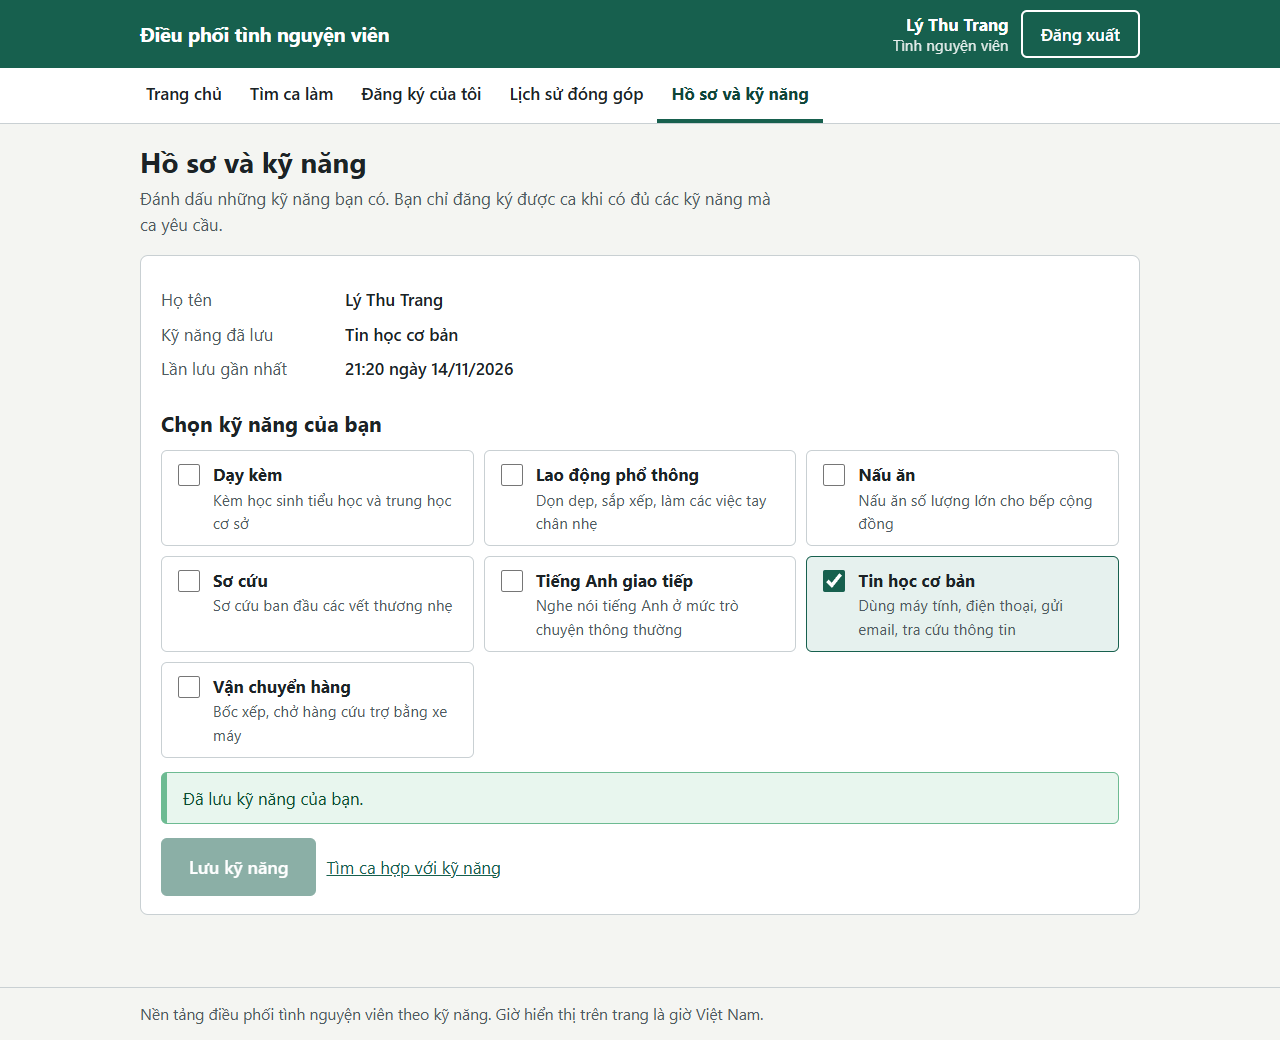 Điều phối tình nguyện viên
Lý Thu Trang
Tình nguyện viên
Đăng xuất
Trang chủ
Tìm ca làm
Đăng ký của tôi
Lịch sử đóng góp
Hồ sơ và kỹ năng
Hồ sơ và kỹ năng
Đánh dấu những kỹ năng bạn có. Bạn chỉ đăng ký được ca khi có đủ các kỹ năng mà
ca yêu cầu.
Họ tên
Lý Thu Trang
Kỹ năng đã lưu
Tin học cơ bản
Lần lưu gần nhất
21:20 ngày 14/11/2026
Chọn kỹ năng của bạn
Dạy kèm
Kèm học sinh tiểu học và trung học
cơ sở
Lao động phổ thông
Dọn dẹp, sắp xếp, làm các việc tay
chân nhẹ
Nấu ăn
Nấu ăn số lượng lớn cho bếp cộng
đồng
Sơ cứu
Sơ cứu ban đầu các vết thương nhẹ
Tiếng Anh giao tiếp
Nghe nói tiếng Anh ở mức trò
chuyện thông thường
Tin học cơ bản
Dùng máy tính, điện thoại, gửi
email, tra cứu thông tin
Vận chuyển hàng
Bốc xếp, chở hàng cứu trợ bằng xe
máy
Đã lưu kỹ năng của bạn.
Lưu kỹ năng
Tìm ca hợp với kỹ năng
Nền tảng điều phối tình nguyện viên theo kỹ năng. Giờ hiển thị trên trang là giờ Việt Nam.